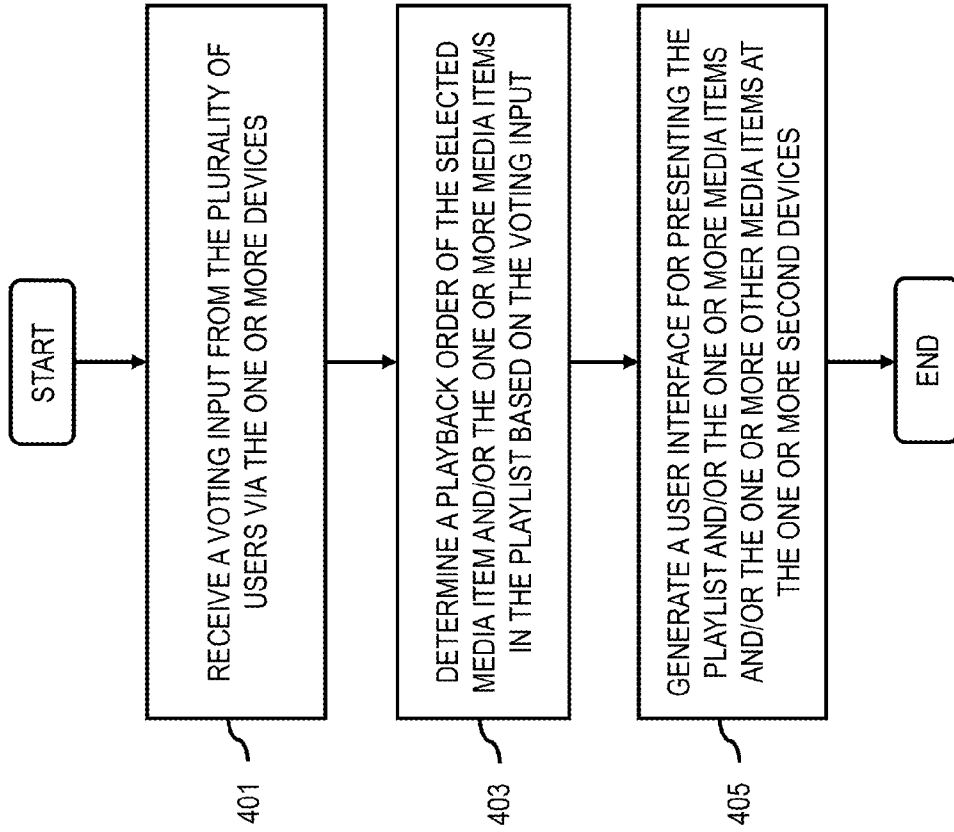 START
401
RECEIVE A VOTING INPUT FROM THE PLURALITY OF
USERS VIA THE ONE OR MORE DEVICES
403
DETERMINE A PLAYBACK ORDER OF THE SELECTED
MEDIA ITEM AND/OR THE ONE OR MORE MEDIA ITEMS
IN THE PLAYLIST BASED ON THE VOTING INPUT
405
GENERATE A USER INTERFACE FOR PRESENTING THE
PLAYLIST AND/OR THE ONE OR MORE MEDIA ITEMS
AND/OR THE ONE OR MORE OTHER MEDIA ITEMS AT
THE ONE OR MORE SECOND DEVICES
END